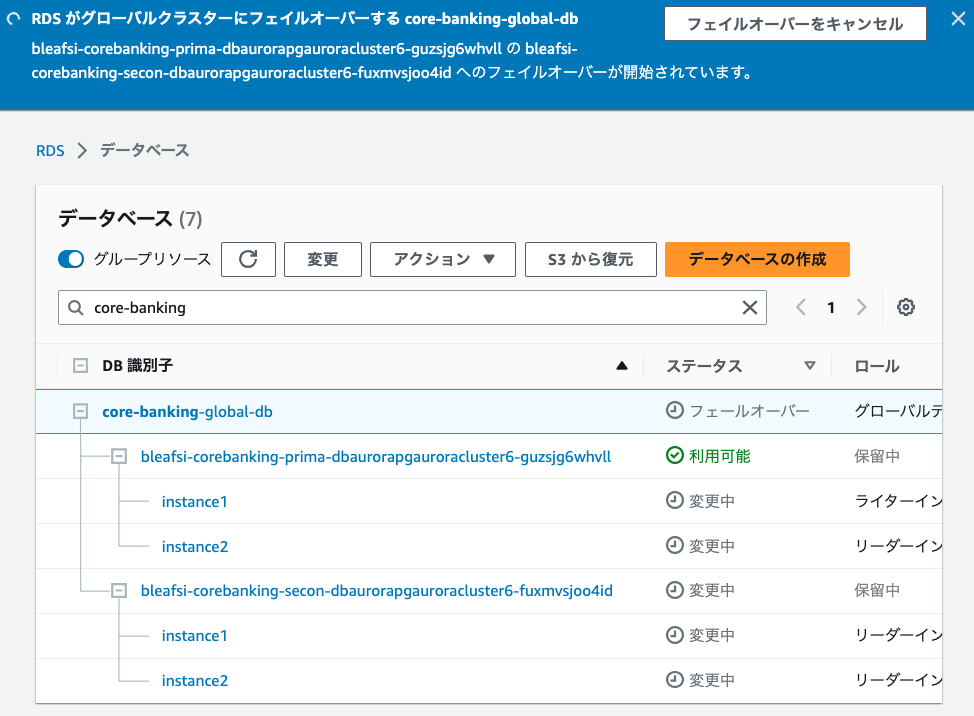 RDS がグローバルクラスターにフェイルオーバーする core-banking-global-db
フェイルオーバーをキャンセル
bleafsi-corebanking-prima-dbaurorapgauroracluster6-guzsjg6whvll の bleafsi-
corebanking-secon-dbaurorapgauroracluster6-fuxmvsjoo4id へのフェイルオーバーが開始されています。
RDS > データベース
データベース (7)
グループリソース 変更 アクション S3 から復元 データベースの作成
core-banking 1
DB 識別子 ステータス ロール
core-banking-global-db フェールオーバー グローバルデ
bleafsi-corebanking-prima-dbaurorapgauroracluster6-guzsjg6whvll 利用可能 保留中
instance1 変更中 ライターイン
instance2 変更中 リーダーイン
bleafsi-corebanking-secon-dbaurorapgauroracluster6-fuxmvsjoo4id 変更中 保留中
instance1 変更中 リーダーイン
instance2 変更中 リーダーイン